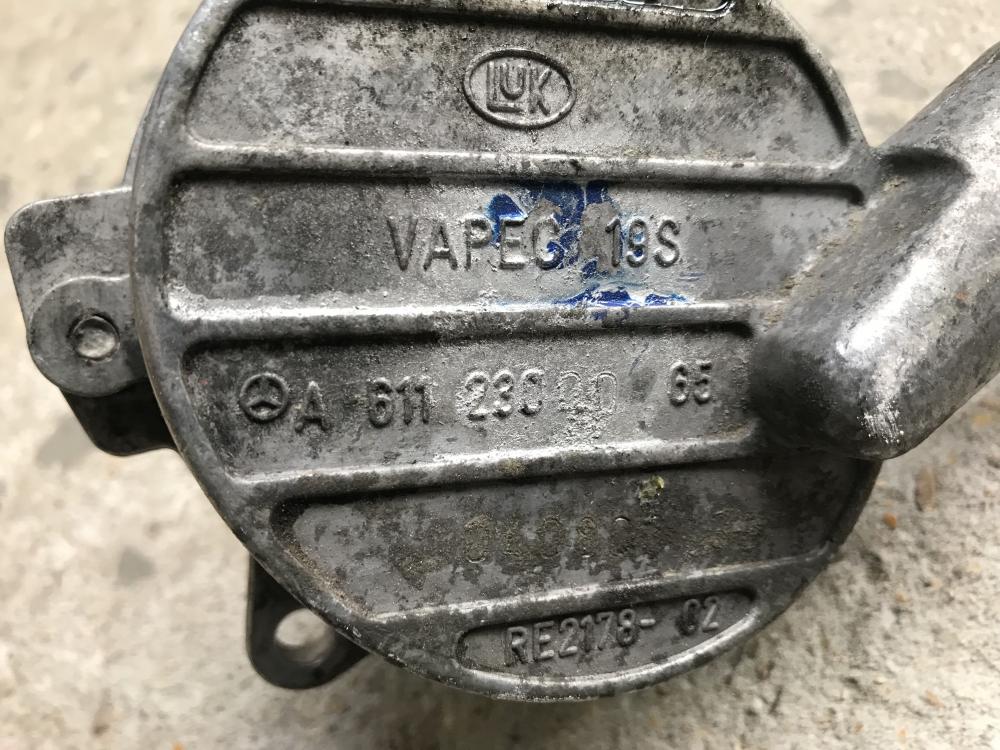 LUK
VAPEC 19S
A 611 230 00 65
RE2178- 02